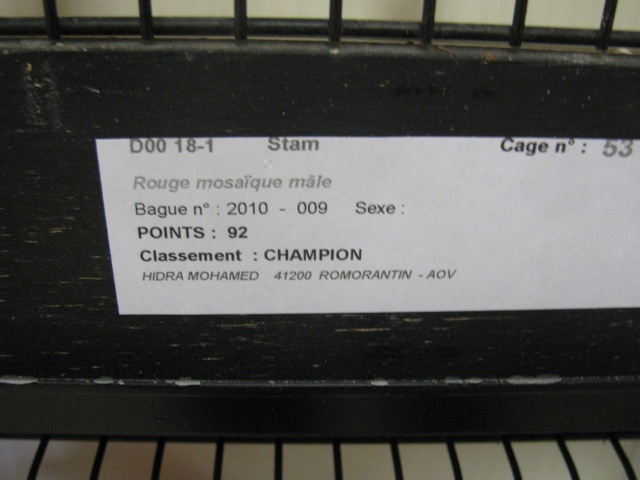 D00 18-1 Stam Cage n° : 53
Rouge mosaïque mâle
Bague n° : 2010 - 009 Sexe :
POINTS : 92
Classement : CHAMPION
HIDRA MOHAMED 41200 ROMORANTIN - AOV